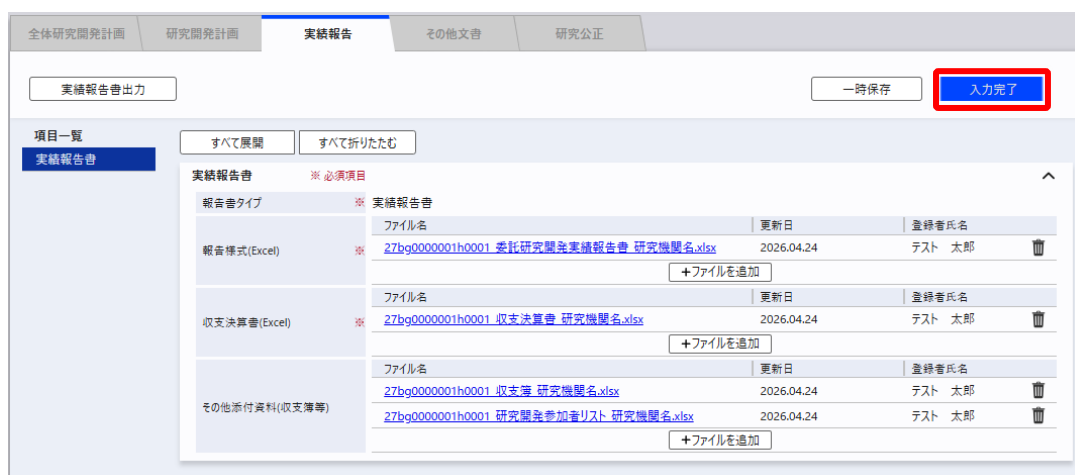 全体研究開発計画 研究開発計画 実績報告 その他文書 研究公正
実績報告書出力 一時保存 入力完了
項目一覧 すべて展開 すべて折りたたむ
実績報告書
実績報告書 ※ 必須項目
報告書タイプ ※ 実績報告書
ファイル名 更新日 登録者氏名
報告様式(Excel) ※ 27bg0000001h0001_委託研究開発実績報告書_研究機関名.xlsx 2026.04.24 テスト 太郎
+ファイルを追加
ファイル名 更新日 登録者氏名
収支決算書(Excel) ※ 27bg0000001h0001_収支決算書_研究機関名.xlsx 2026.04.24 テスト 太郎
+ファイルを追加
ファイル名 更新日 登録者氏名
その他添付資料(収支簿等) 27bg0000001h0001_収支簿_研究機関名.xlsx 2026.04.24 テスト 太郎
27bg0000001h0001_研究開発参加者リスト_研究機関名.xlsx 2026.04.24 テスト 太郎
+ファイルを追加